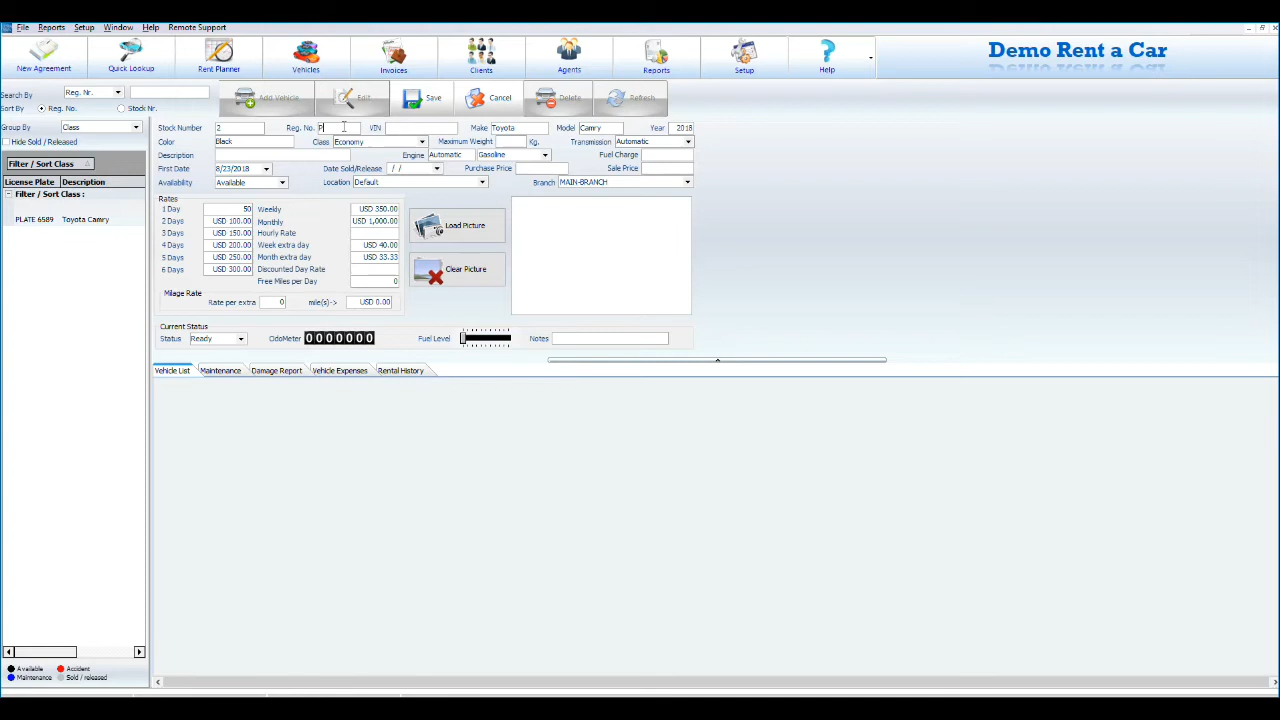 File Reports Setup Window Help Remote Support
New Agreement Quick Lookup Rent Planner Vehicles Invoices Clients Agents Reports Setup Help
Demo Rent a Car
Search By Reg. Nr.
Sort By Reg. No. Stock Nr.
Add Vehicle Edit Save Cancel Delete Refresh
Group By Class
Hide Sold / Released
Filter / Sort Class
License Plate Description
Filter / Sort Class :
PLATE 6589 Toyota Camry
Stock Number 2 Reg. No. P VIN Make Toyota Model Camry Year 2018
Color Black Class Economy Maximum Weight Kg. Transmission Automatic
Description Engine Automatic Gasoline Fuel Charge
First Date 8/23/2018 Date Sold/Release / / Purchase Price Sale Price
Availability Available Location Default Branch MAIN-BRANCH
Rates
1 Day 50 Weekly USD 350.00
2 Days USD 100.00 Monthly USD 1,000.00
3 Days USD 150.00 Hourly Rate
4 Days USD 200.00 Week extra day USD 40.00
5 Days USD 250.00 Month extra day USD 33.33
6 Days USD 300.00 Discounted Day Rate
Free Miles per Day 0
Milage Rate
Rate per extra 0 mile(s)-> USD 0.00
Load Picture
Clear Picture
Current Status
Status Ready OdoMeter 0000000 Fuel Level Notes
Vehicle List Maintenance Damage Report Vehicle Expenses Rental History
Available Accident
Maintenance Sold / released